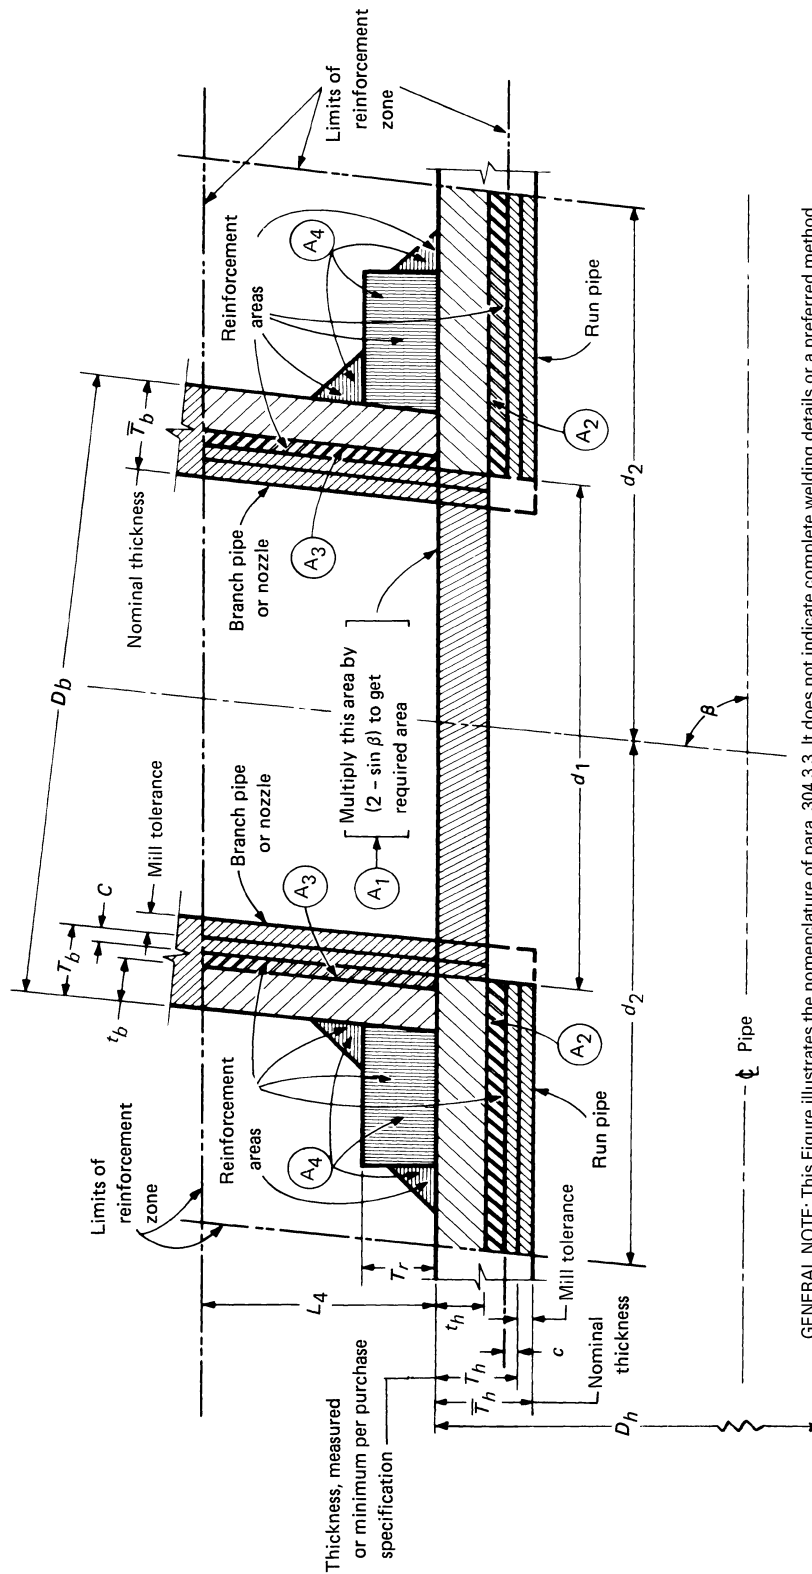 Limits of
reinforcement
zone
D_b
Nominal thickness
T̿_b
Mill tolerance
c
T_b
t_b
Limits of
reinforcement
zone
Reinforcement
areas
A4
Branch pipe
or nozzle
A3
Branch pipe
or nozzle
A3
Reinforcement
areas
A4
L4
T_r
Multiply this area by
(2 – sin β) to get
required area
A1
Thickness, measured
or minimum per purchase
specification
t_h
T_h
T̿_h
Mill tolerance
c
Nominal
thickness
A2
A2
Run pipe
Run pipe
d1
d2
d2
β
D_h
℄ Pipe
GENERAL NOTE: This Figure illustrates the nomenclature of para. 304.3.3. It does not indicate complete welding details or a preferred method